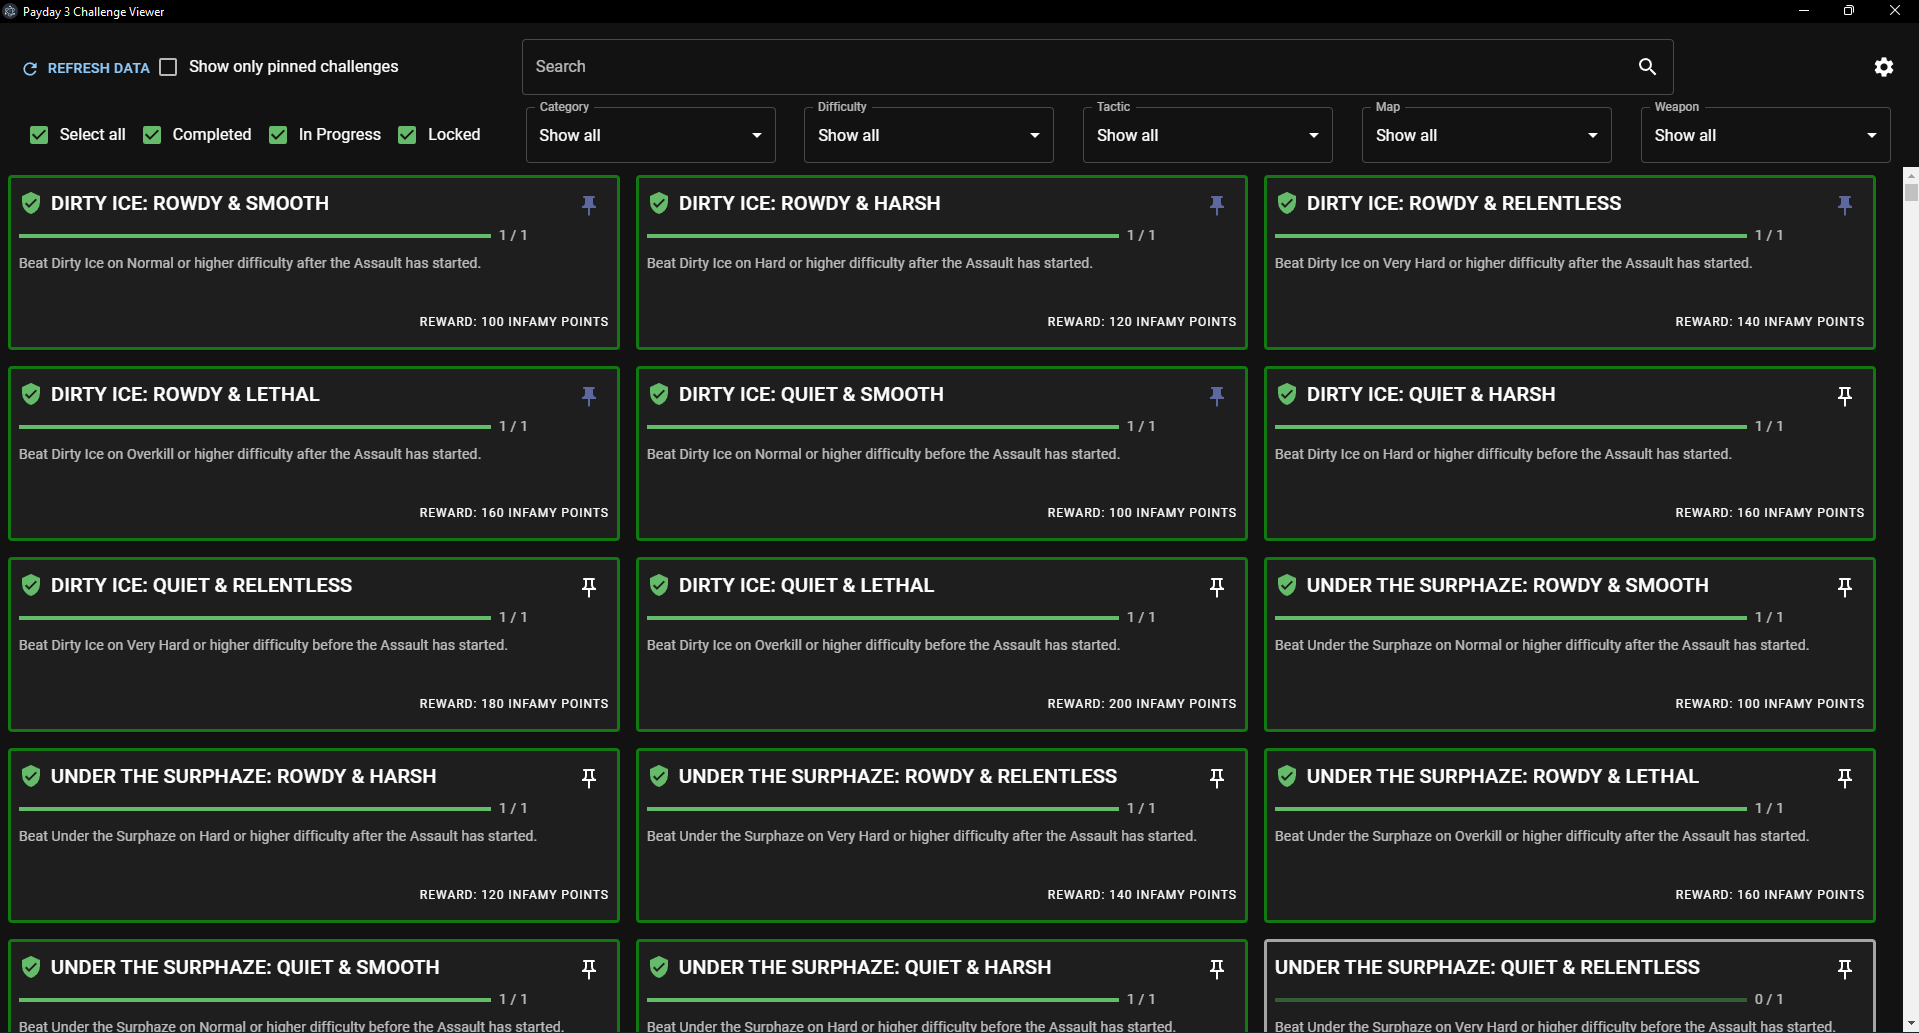 Payday 3 Challenge Viewer
REFRESH DATA
Show only pinned challenges
Search
Select all
Completed
In Progress
Locked
Category
Show all
Difficulty
Show all
Tactic
Show all
Map
Show all
Weapon
Show all
DIRTY ICE: ROWDY & SMOOTH
1 / 1
Beat Dirty Ice on Normal or higher difficulty after the Assault has started.
REWARD: 100 INFAMY POINTS
DIRTY ICE: ROWDY & HARSH
1 / 1
Beat Dirty Ice on Hard or higher difficulty after the Assault has started.
REWARD: 120 INFAMY POINTS
DIRTY ICE: ROWDY & RELENTLESS
1 / 1
Beat Dirty Ice on Very Hard or higher difficulty after the Assault has started.
REWARD: 140 INFAMY POINTS
DIRTY ICE: ROWDY & LETHAL
1 / 1
Beat Dirty Ice on Overkill or higher difficulty after the Assault has started.
REWARD: 160 INFAMY POINTS
DIRTY ICE: QUIET & SMOOTH
1 / 1
Beat Dirty Ice on Normal or higher difficulty before the Assault has started.
REWARD: 100 INFAMY POINTS
DIRTY ICE: QUIET & HARSH
1 / 1
Beat Dirty Ice on Hard or higher difficulty before the Assault has started.
REWARD: 160 INFAMY POINTS
DIRTY ICE: QUIET & RELENTLESS
1 / 1
Beat Dirty Ice on Very Hard or higher difficulty before the Assault has started.
REWARD: 180 INFAMY POINTS
DIRTY ICE: QUIET & LETHAL
1 / 1
Beat Dirty Ice on Overkill or higher difficulty before the Assault has started.
REWARD: 200 INFAMY POINTS
UNDER THE SURPHAZE: ROWDY & SMOOTH
1 / 1
Beat Under the Surphaze on Normal or higher difficulty after the Assault has started.
REWARD: 100 INFAMY POINTS
UNDER THE SURPHAZE: ROWDY & HARSH
1 / 1
Beat Under the Surphaze on Hard or higher difficulty after the Assault has started.
REWARD: 120 INFAMY POINTS
UNDER THE SURPHAZE: ROWDY & RELENTLESS
1 / 1
Beat Under the Surphaze on Very Hard or higher difficulty after the Assault has started.
REWARD: 140 INFAMY POINTS
UNDER THE SURPHAZE: ROWDY & LETHAL
1 / 1
Beat Under the Surphaze on Overkill or higher difficulty after the Assault has started.
REWARD: 160 INFAMY POINTS
UNDER THE SURPHAZE: QUIET & SMOOTH
1 / 1
Beat Under the Surphaze on Normal or higher difficulty before the Assault has started.
UNDER THE SURPHAZE: QUIET & HARSH
1 / 1
Beat Under the Surphaze on Hard or higher difficulty before the Assault has started.
UNDER THE SURPHAZE: QUIET & RELENTLESS
0 / 1
Beat Under the Surphaze on Very Hard or higher difficulty before the Assault has started.